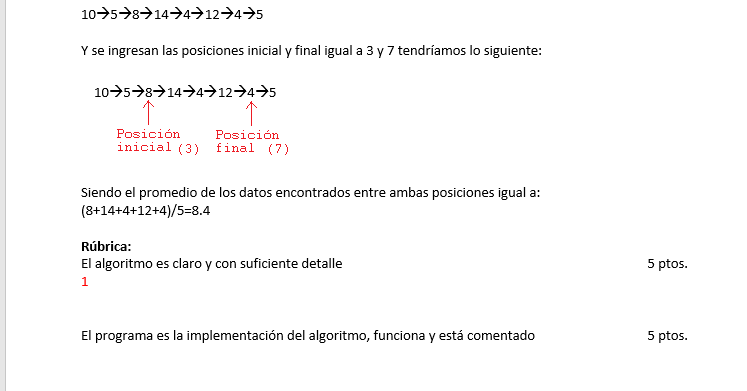 10→5→8→14→4→12→4→5
Y se ingresan las posiciones inicial y final igual a 3 y 7 tendríamos lo siguiente:
10→5→8→14→4→12→4→5
Posición inicial (3)
Posición final (7)
Siendo el promedio de los datos encontrados entre ambas posiciones igual a:
(8+14+4+12+4)/5=8.4
Rúbrica:
El algoritmo es claro y con suficiente detalle 5 ptos.
1
El programa es la implementación del algoritmo, funciona y está comentado 5 ptos.